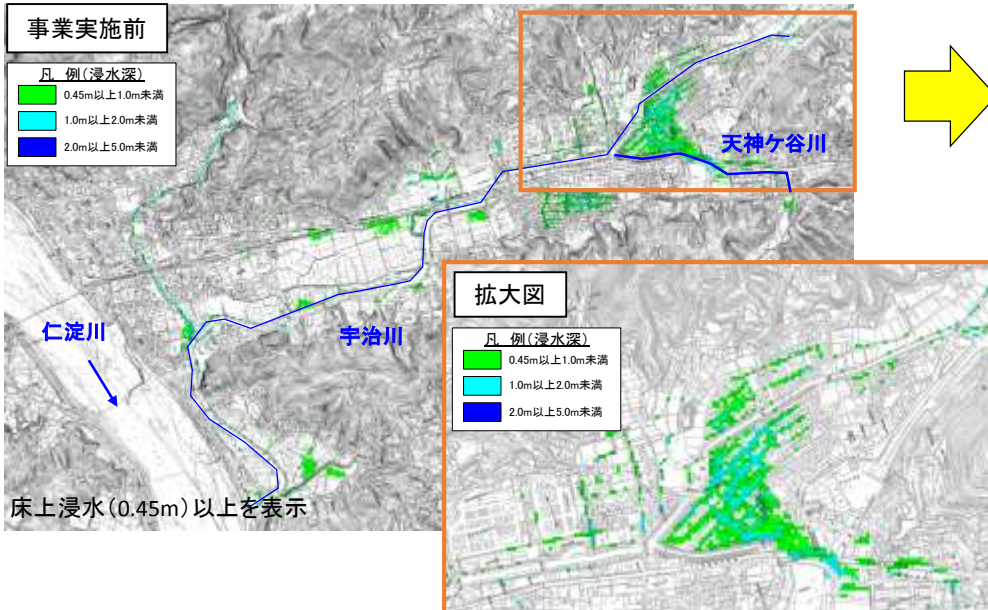 事業実施前
凡 例(浸水深)
0.45m以上1.0m未満
1.0m以上2.0m未満
2.0m以上5.0m未満
天神ケ谷川
仁淀川
宇治川
床上浸水(0.45m)以上を表示
拡大図
凡 例(浸水深)
0.45m以上1.0m未満
1.0m以上2.0m未満
2.0m以上5.0m未満